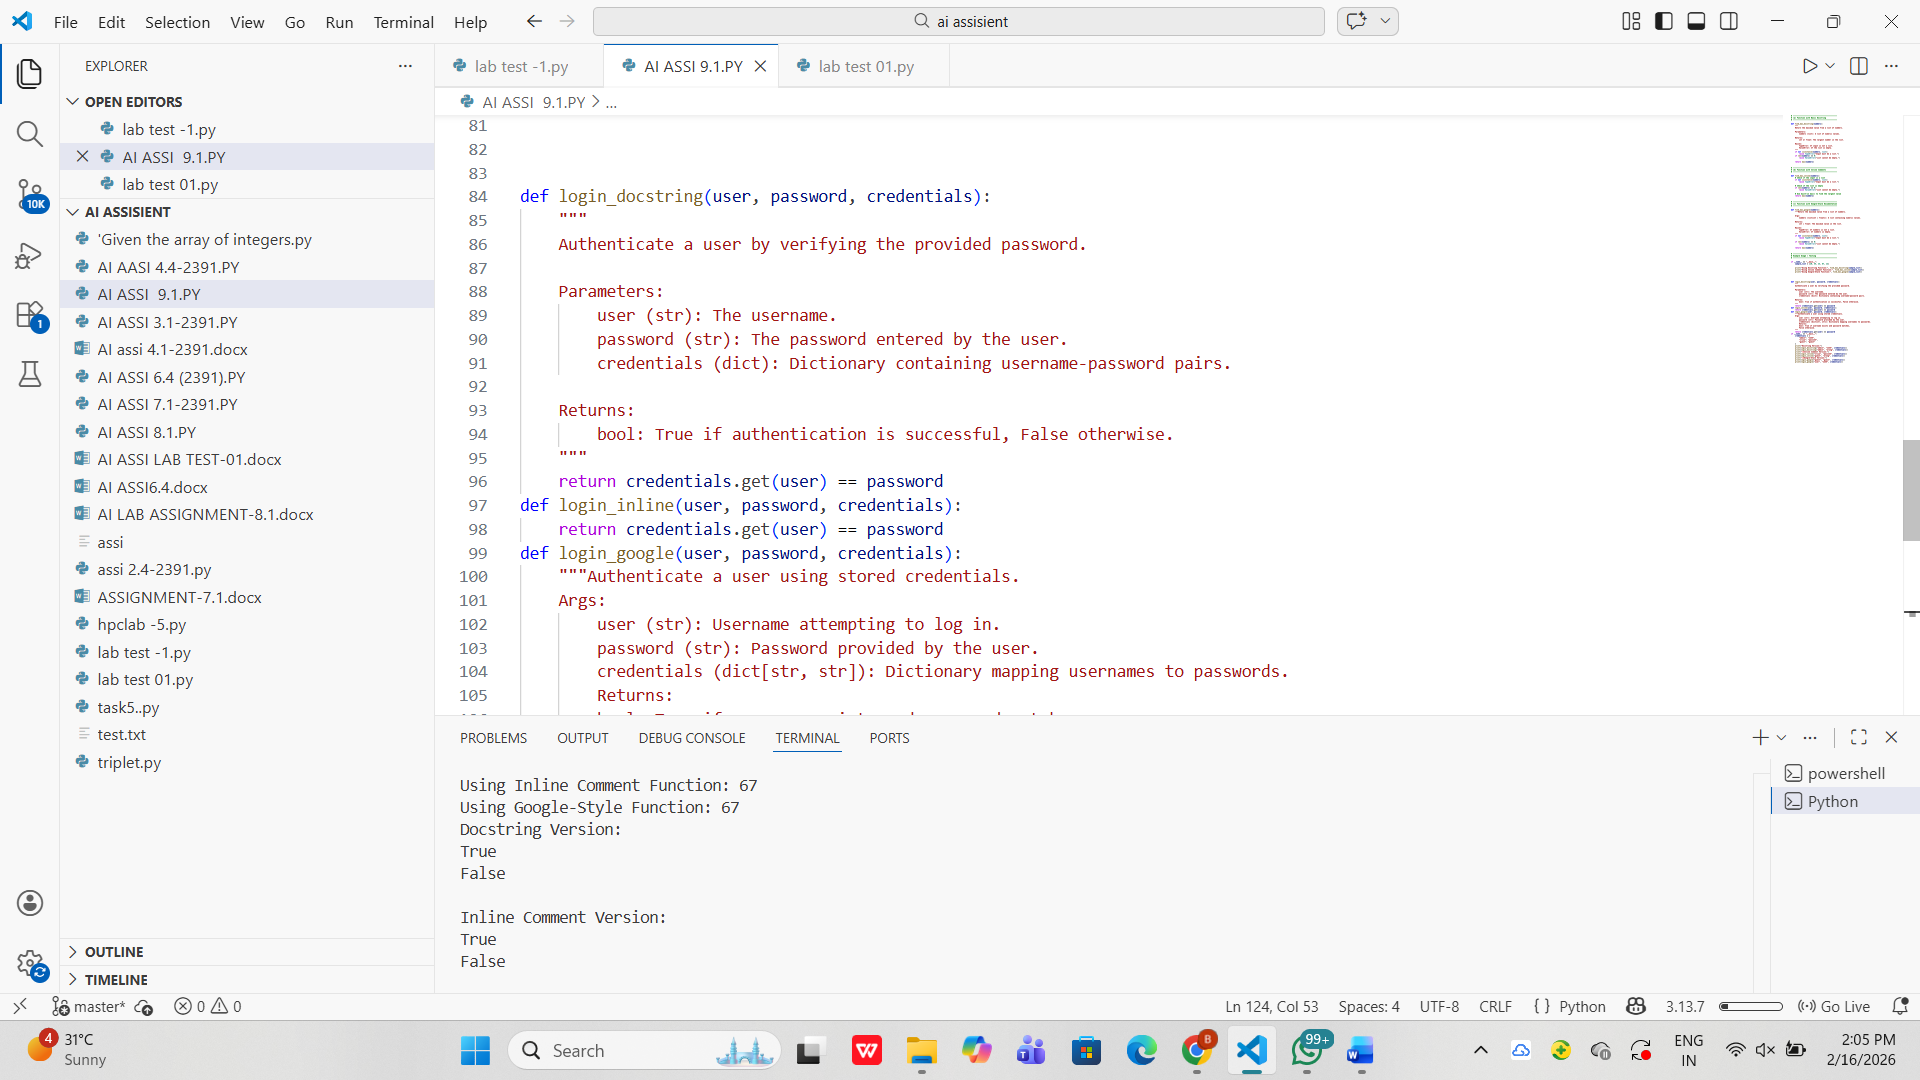 File Edit Selection View Go Run Terminal Help
ai assisient
EXPLORER
OPEN EDITORS
lab test -1.py
AI ASSI  9.1.PY
lab test 01.py
AI ASSISIENT
'Given the array of integers.py
AI AASI 4.4-2391.PY
AI ASSI  9.1.PY
AI ASSI 3.1-2391.PY
AI assi 4.1-2391.docx
AI ASSI 6.4 (2391).PY
AI ASSI 7.1-2391.PY
AI ASSI 8.1.PY
AI ASSI LAB TEST-01.docx
AI ASSI6.4.docx
AI LAB ASSIGNMENT-8.1.docx
assi
assi 2.4-2391.py
ASSIGNMENT-7.1.docx
hpclab -5.py
lab test -1.py
lab test 01.py
task5..py
test.txt
triplet.py
OUTLINE
TIMELINE
10K
1
lab test -1.py AI ASSI 9.1.PY lab test 01.py
AI ASSI  9.1.PY > ...
81
82
83
84 def login_docstring(user, password, credentials):
85 """
86 Authenticate a user by verifying the provided password.
87
88 Parameters:
89 user (str): The username.
90 password (str): The password entered by the user.
91 credentials (dict): Dictionary containing username-password pairs.
92
93 Returns:
94 bool: True if authentication is successful, False otherwise.
95 """
96 return credentials.get(user) == password
97 def login_inline(user, password, credentials):
98 return credentials.get(user) == password
99 def login_google(user, password, credentials):
100 """Authenticate a user using stored credentials.
101 Args:
102 user (str): Username attempting to log in.
103 password (str): Password provided by the user.
104 credentials (dict[str, str]): Dictionary mapping usernames to passwords.
105 Returns:
PROBLEMS OUTPUT DEBUG CONSOLE TERMINAL PORTS
Using Inline Comment Function: 67
Using Google-Style Function: 67
Docstring Version:
True
False
Inline Comment Version:
True
False
powershell
Python
master* 0 0
Ln 124, Col 53 Spaces: 4 UTF-8 CRLF { } Python 3.13.7 Go Live
4
31°C
Sunny
Search
B
99+
ENG
IN
2:05 PM
2/16/2026